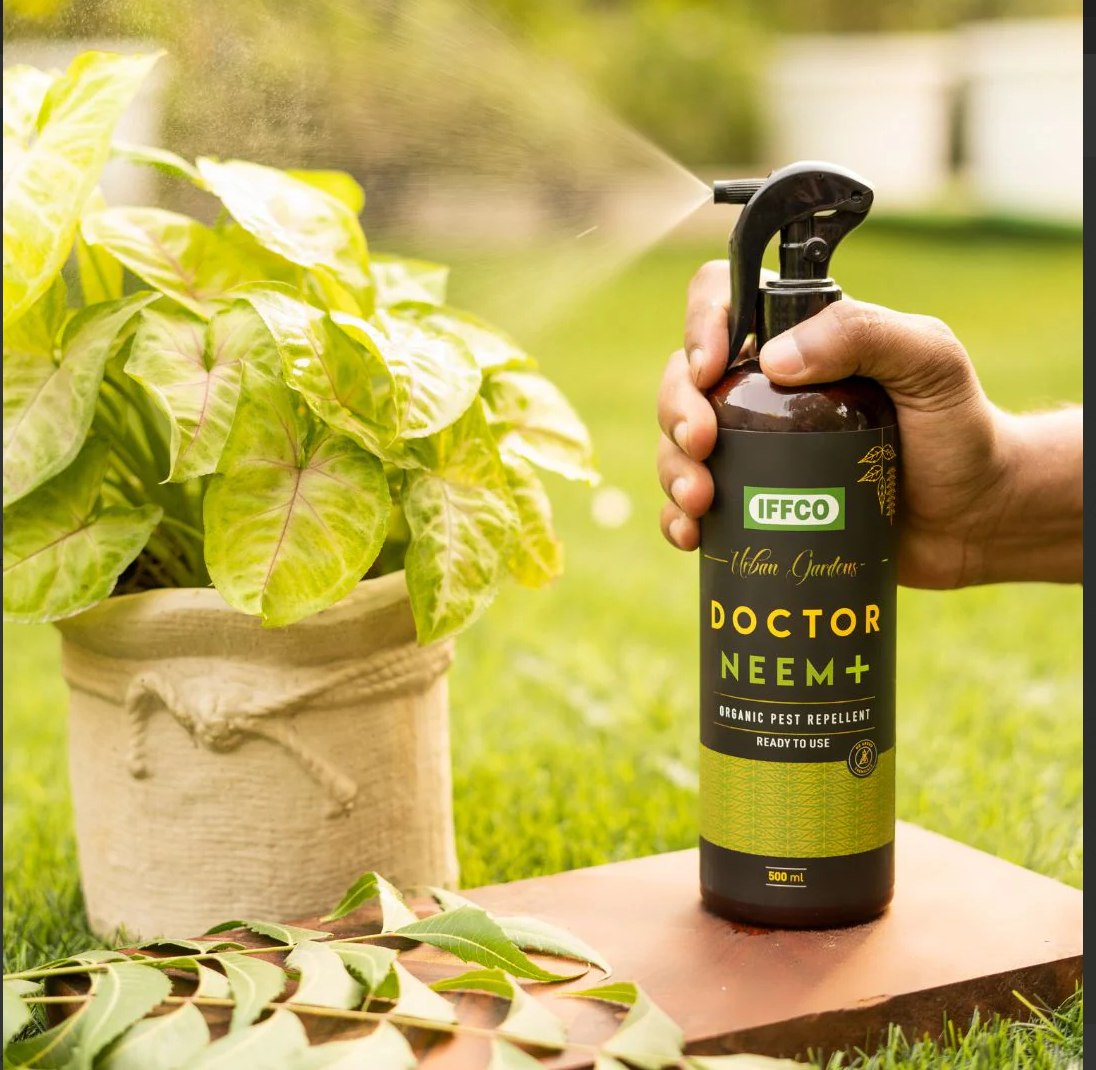 IFFCO
Urban Gardens
DOCTOR
NEEM+
ORGANIC PEST REPELLENT
READY TO USE
500 ml